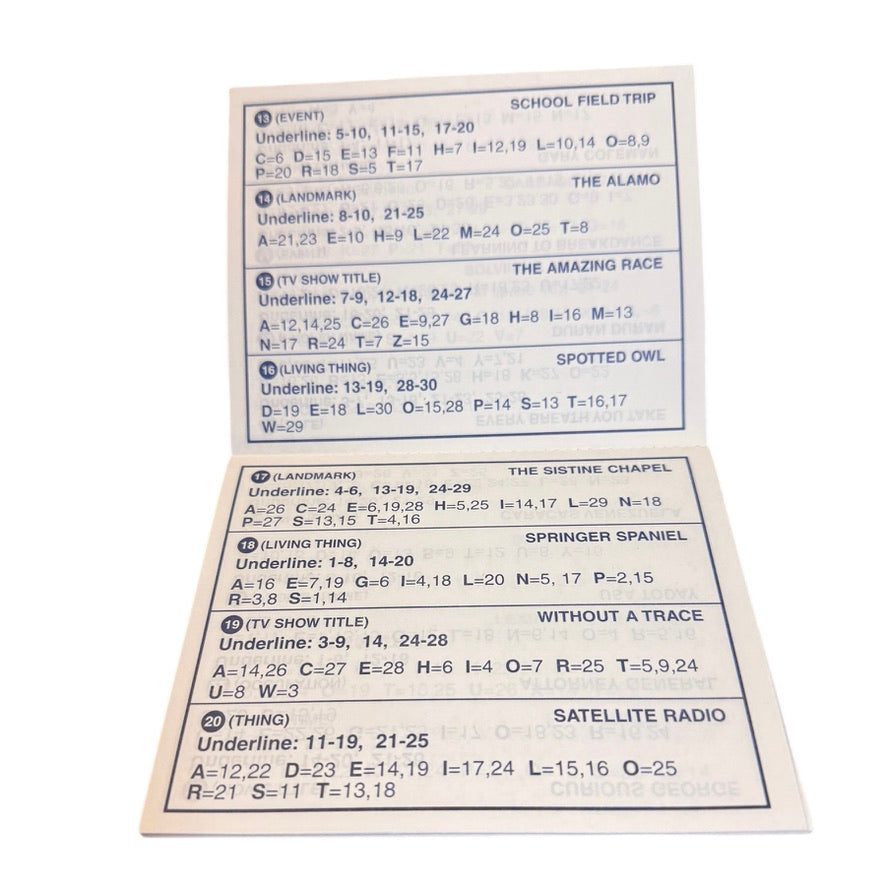 13 (EVENT) SCHOOL FIELD TRIP
Underline: 5-10, 11-15, 17-20
C=6 D=15 E=13 F=11 H=7 I=12,19 L=10,14 O=8,9
P=20 R=18 S=5 T=17
14 (LANDMARK) THE ALAMO
Underline: 8-10, 21-25
A=21,23 E=10 H=9 L=22 M=24 O=25 T=8
15 (TV SHOW TITLE) THE AMAZING RACE
Underline: 7-9, 12-18, 24-27
A=12,14,25 C=26 E=9,27 G=18 H=8 I=16 M=13
N=17 R=24 T=7 Z=15
16 (LIVING THING) SPOTTED OWL
Underline: 13-19, 28-30
D=19 E=18 L=30 O=15,28 P=14 S=13 T=16,17
W=29
17 (LANDMARK) THE SISTINE CHAPEL
Underline: 4-6, 13-19, 24-29
A=26 C=24 E=6,19,28 H=5,25 I=14,17 L=29 N=18
P=27 S=13,15 T=4,16
18 (LIVING THING) SPRINGER SPANIEL
Underline: 1-8, 14-20
A=16 E=7,19 G=6 I=4,18 L=20 N=5, 17 P=2,15
R=3,8 S=1,14
19 (TV SHOW TITLE) WITHOUT A TRACE
Underline: 3-9, 14, 24-28
A=14,26 C=27 E=28 H=6 I=4 O=7 R=25 T=5,9,24
U=8 W=3
20 (THING) SATELLITE RADIO
Underline: 11-19, 21-25
A=12,22 D=23 E=14,19 I=17,24 L=15,16 O=25
R=21 S=11 T=13,18